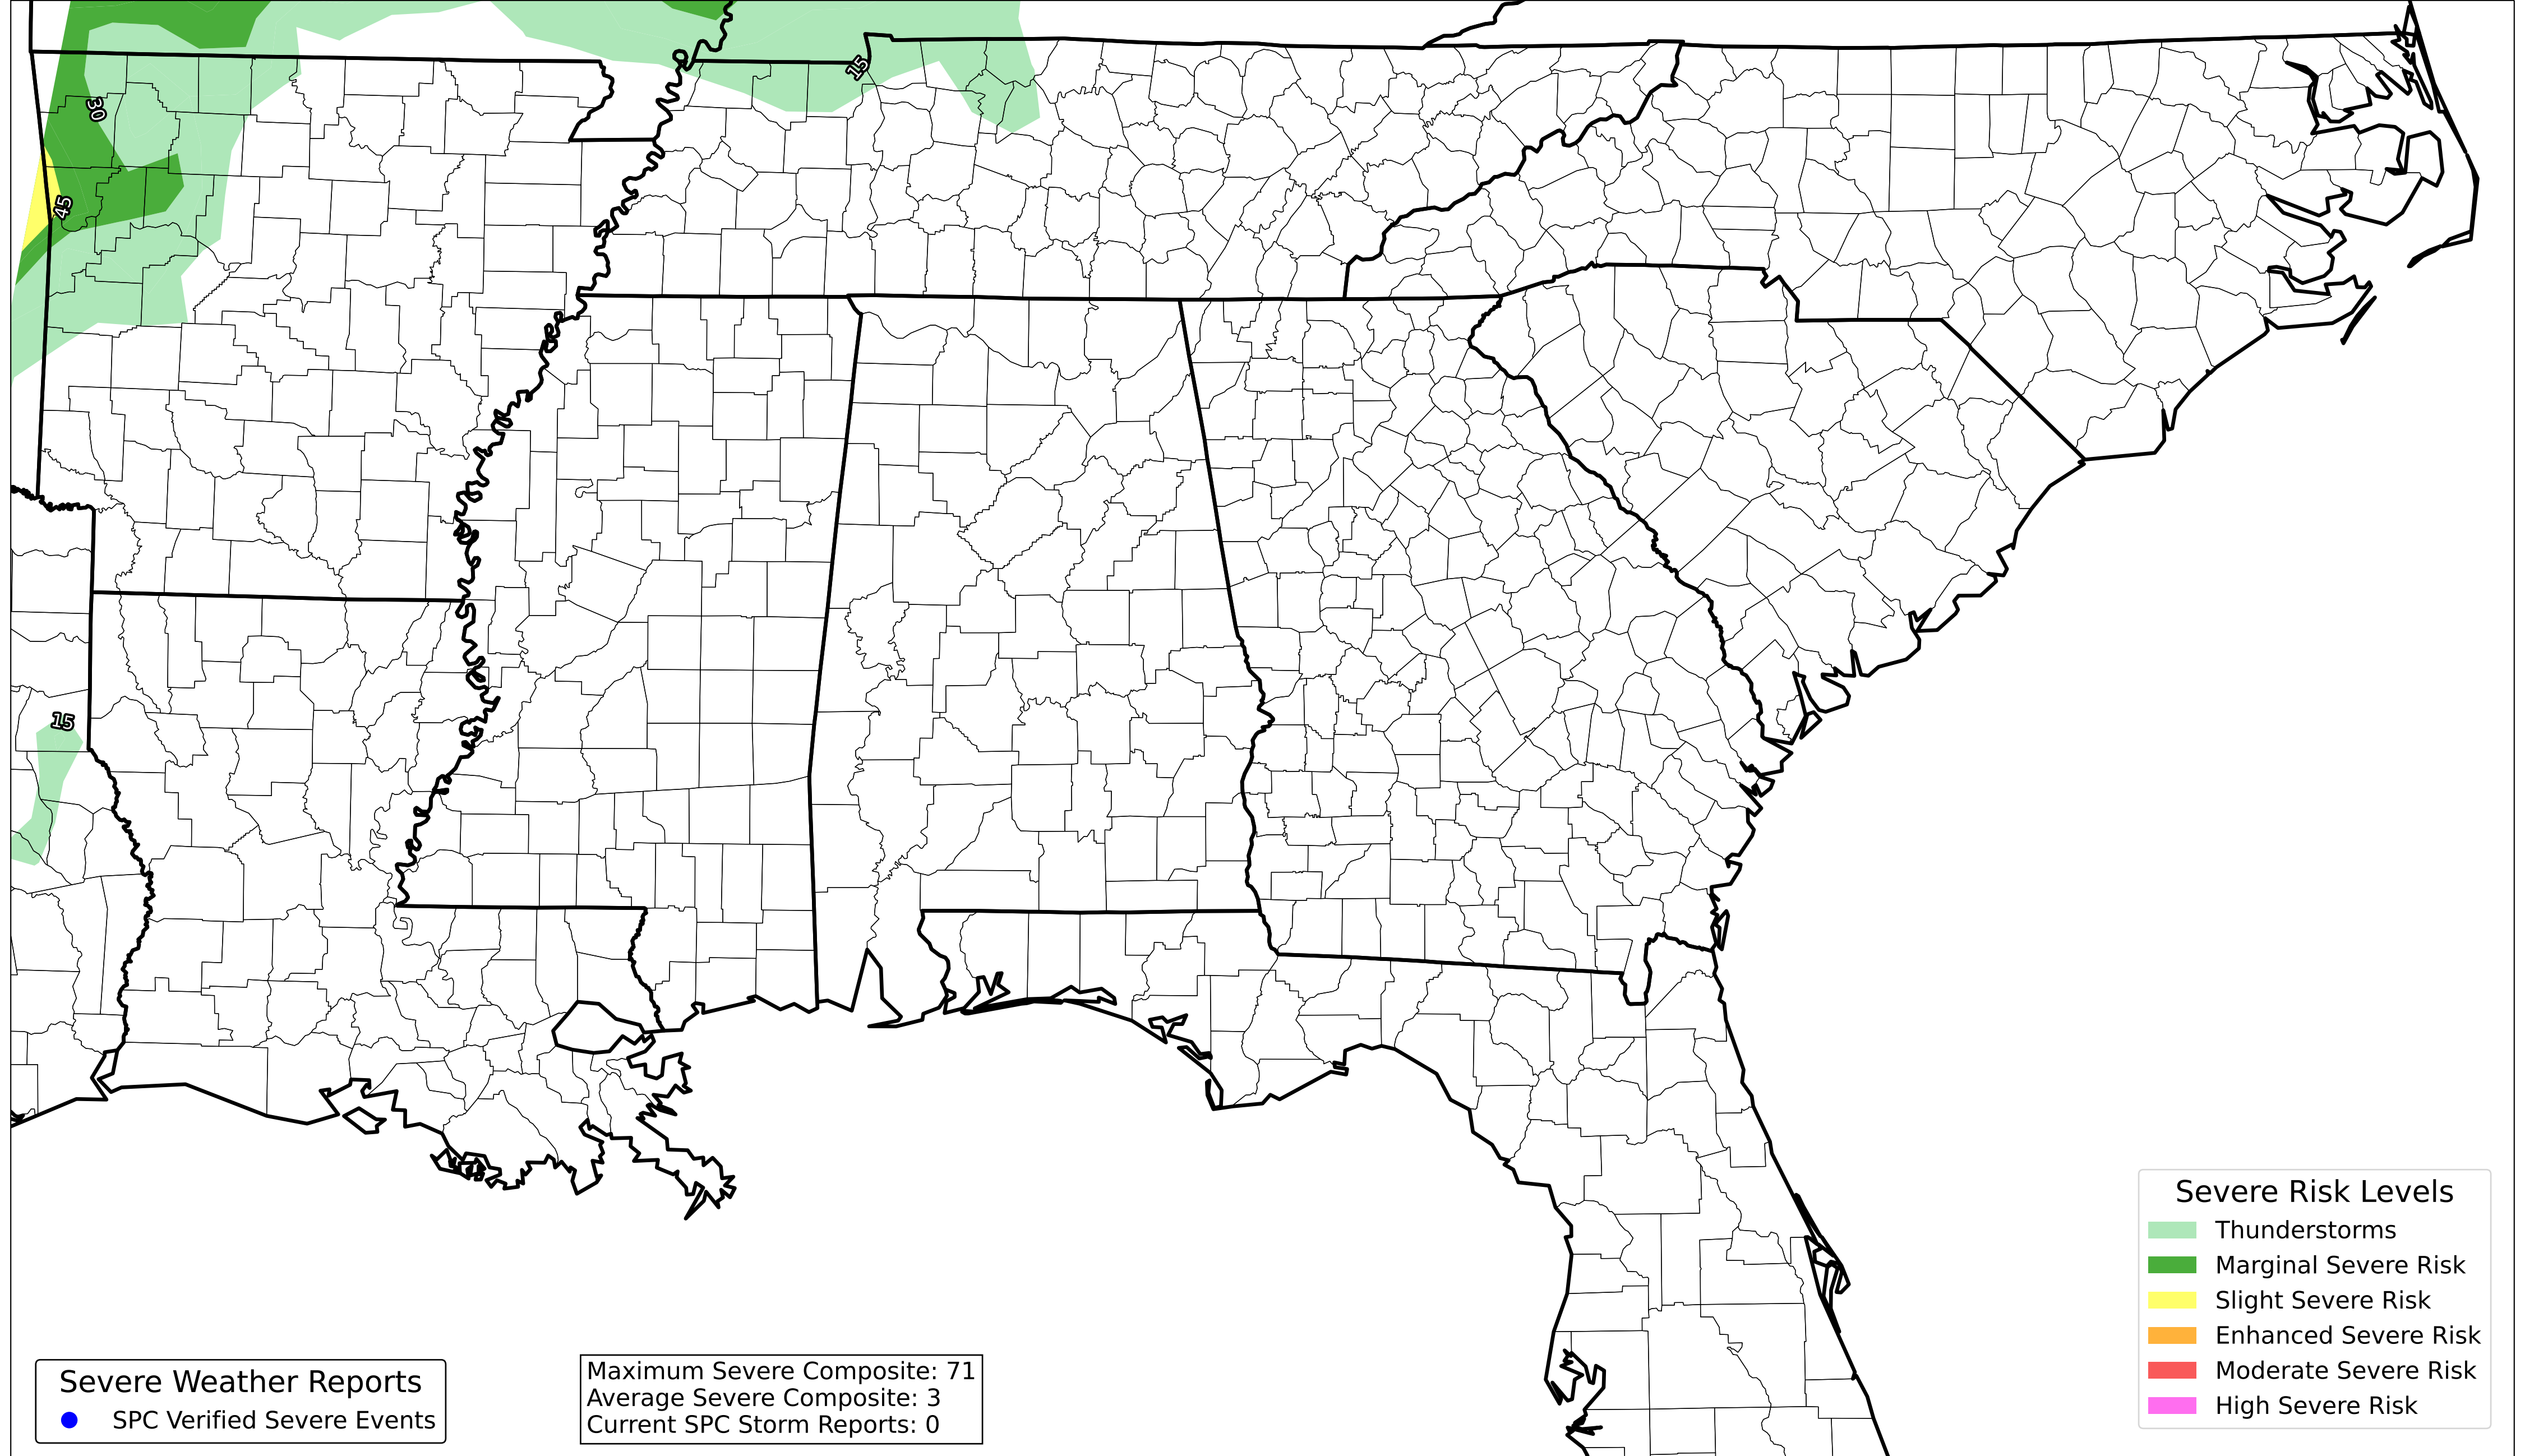 15
30
45
15
Severe Risk Levels
Thunderstorms
Marginal Severe Risk
Slight Severe Risk
Enhanced Severe Risk
Moderate Severe Risk
High Severe Risk
Severe Weather Reports
SPC Verified Severe Events
Maximum Severe Composite: 71
Average Severe Composite: 3
Current SPC Storm Reports: 0